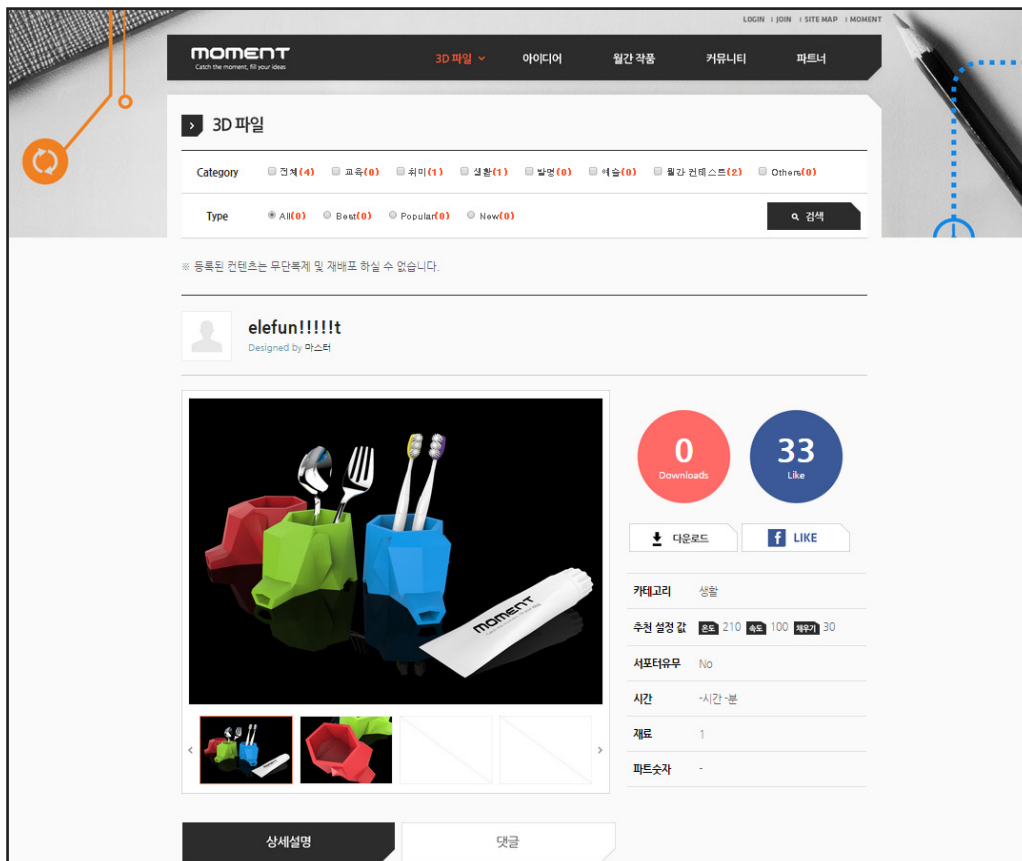 LOGIN JOIN SITE MAP MOMENT
MOMENT
Catch the moment, fill your ideas
3D 파일 아이디어 월간 작품 커뮤니티 파트너
3D 파일
Category 전체(4) 교육(0) 취미(1) 생활(1) 발명(0) 예술(0) 월간 컨테스트(2) Others(0)
Type All(0) Best(0) Popular(0) New(0) 검색
※ 등록된 컨텐츠는 무단복제 및 재배포 하실 수 없습니다.
elefun!!!!!t
Designed by 마스터
MOMENT
Catch the moment, fill your ideas
0
Downloads
33
Like
다운로드
f LIKE
카테고리 생활
추천 설정 값 온도 210 속도 100 채우기 30
서포터유무 No
시간 -시간 -분
재료 1
파트숫자 -
상세설명 댓글